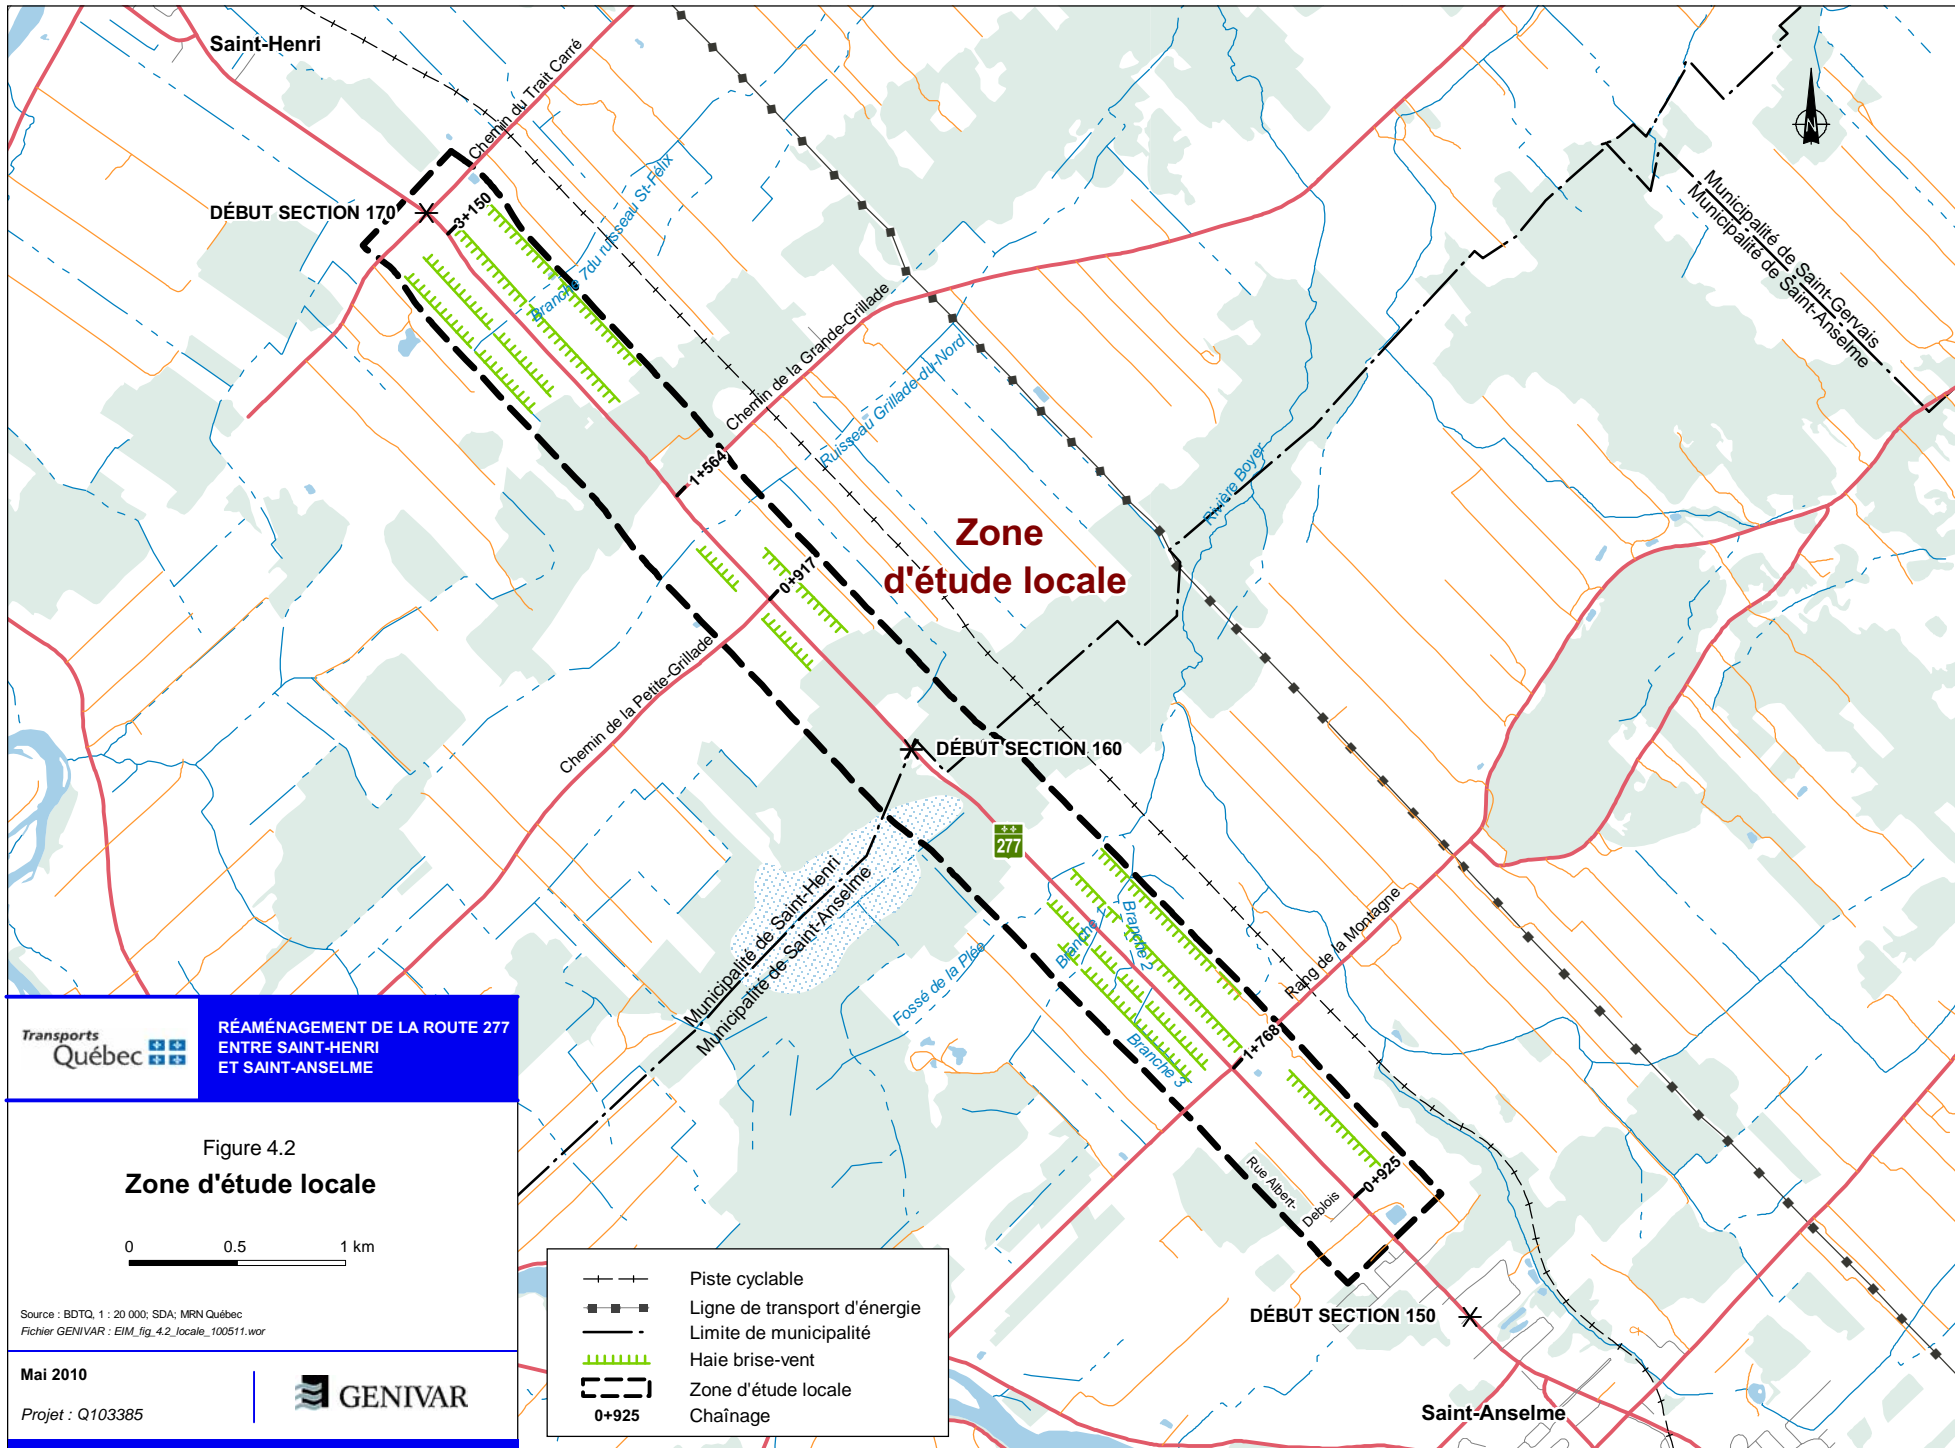 Saint-Henri
Chemin du Trait Carré
DÉBUT SECTION 170
3+150
Branche 7du ruisseau St-Félix
Municipalité de Saint-Gervais
Municipalité de Saint-Anselme
Chemin de la Grande-Grillade
Ruisseau Grillade-du-Nord
1+564
Rivière Boyer
Zone
d'étude locale
0+917
Chemin de la Petite-Grillade
DÉBUT SECTION 160
277
Municipalité de Saint-Henri
Municipalité de Saint-Anselme
Fossé de la Plée
Branche 1
Branche 2
Branche 3
Rang de la Montagne
1+768
Rue Albert-
Deblois
0+925
DÉBUT SECTION 150
Saint-Anselme
N
Transports
Québec
RÉAMÉNAGEMENT DE LA ROUTE 277
ENTRE SAINT-HENRI
ET SAINT-ANSELME
Figure 4.2
Zone d'étude locale
0 0.5 1 km
Source : BDTQ, 1 : 20 000; SDA; MRN Québec
Fichier GENIVAR : EIM_fig_4.2_locale_100511.wor
Mai 2010
Projet : Q103385
GENIVAR
Piste cyclable
Ligne de transport d'énergie
Limite de municipalité
Haie brise-vent
Zone d'étude locale
0+925 Chaînage